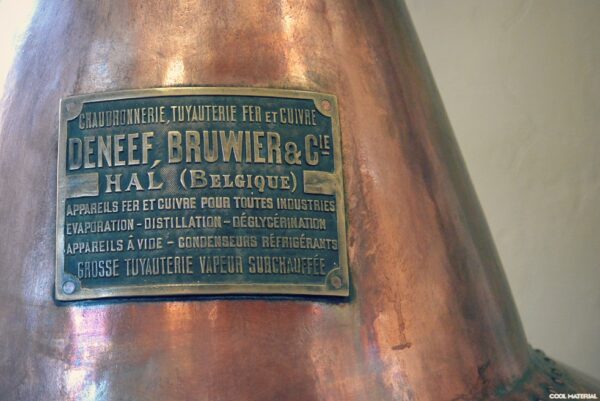 CHAUDRONNERIE, TUYAUTERIE FER ET CUIVRE
DENEEF, BRUWIER & CIE
HAL, (BELGIQUE)
APPAREILS FER ET CUIVRE POUR TOUTES INDUSTRIES
EVAPORATION - DISTILLATION - DÉGLYCÉRINATION
APPAREILS À VIDE - CONDENSEURS RÉFRIGÉRANTS
GROSSE TUYAUTERIE VAPEUR SURCHAUFFÉE
COOL MATERIAL